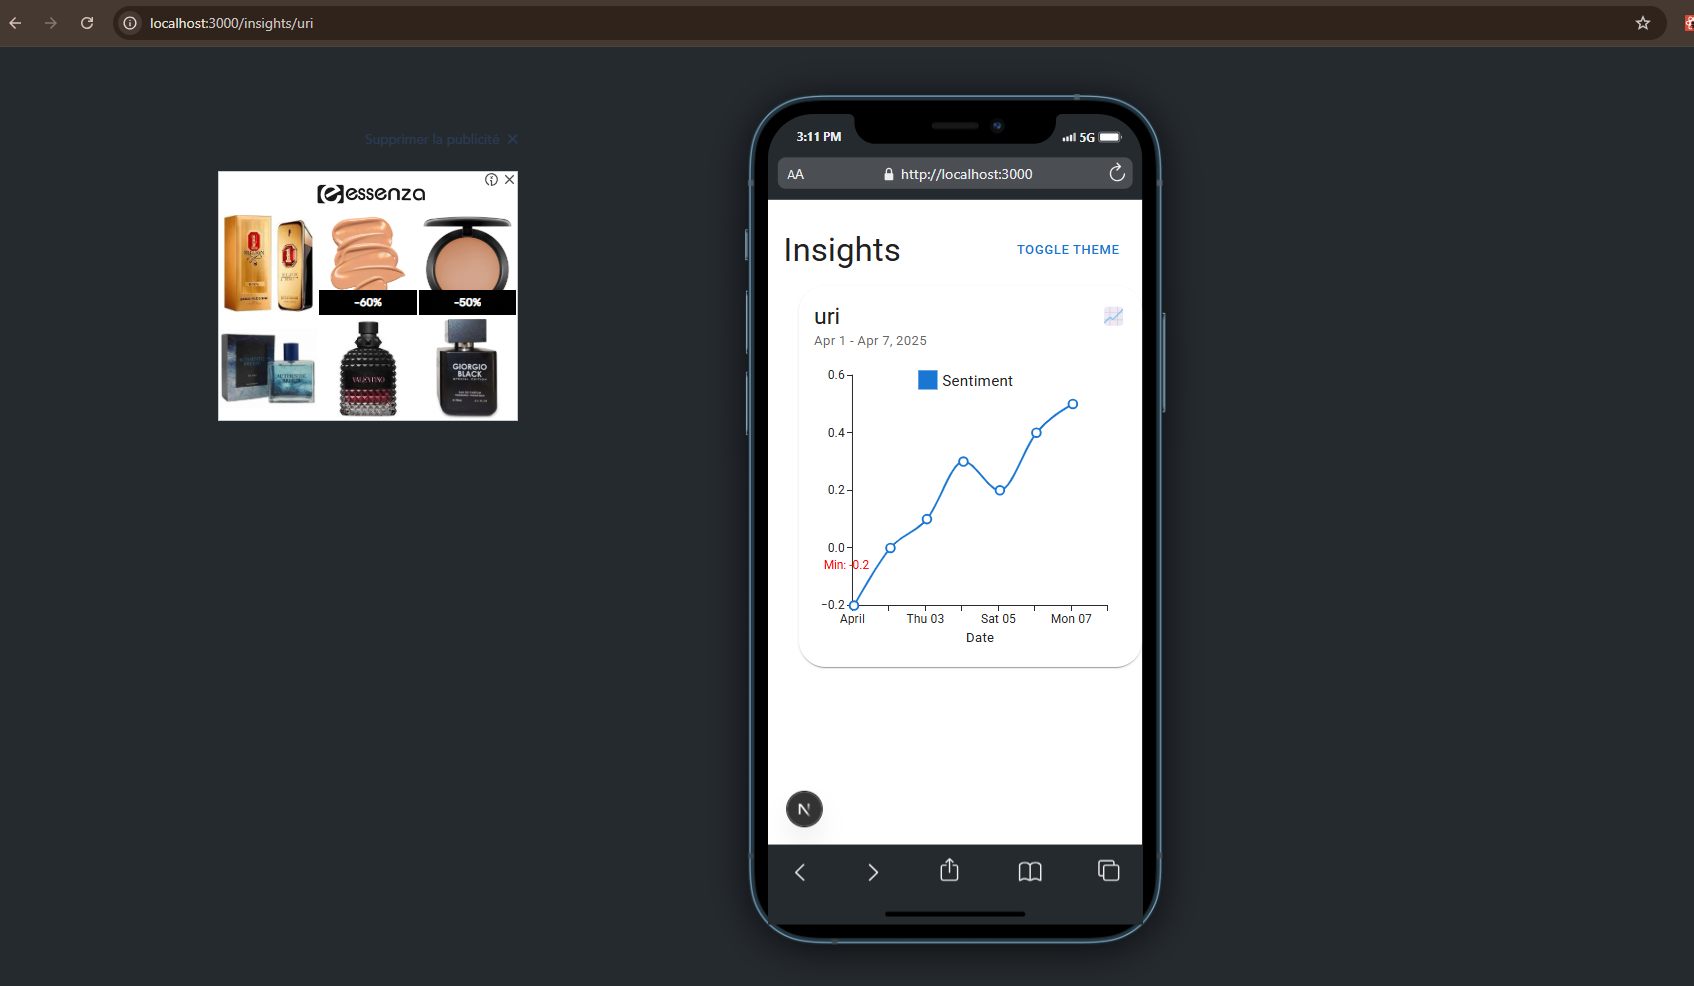 localhost:3000/insights/uri
Supprimer la publicité ✕
essenza
-60%
-50%
VALENTINO
GIORGIO
BLACK
3:11 PM
5G
AA
http://localhost:3000
Insights
TOGGLE THEME
uri
Apr 1 - Apr 7, 2025
Sentiment
0.6
0.4
0.2
0.0
Min: -0.2
−0.2
April
Thu 03
Sat 05
Mon 07
Date
N